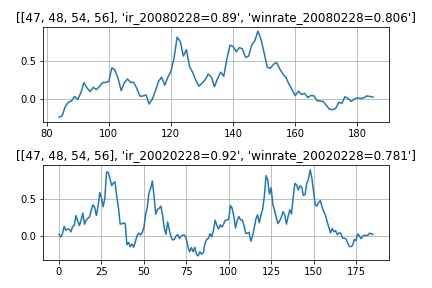 [[47, 48, 54, 56], 'ir_20080228=0.89', 'winrate_20080228=0.806']
0.5
0.0
80 100 120 140 160 180
[[47, 48, 54, 56], 'ir_20020228=0.92', 'winrate_20020228=0.781']
0.5
0.0
0 25 50 75 100 125 150 175